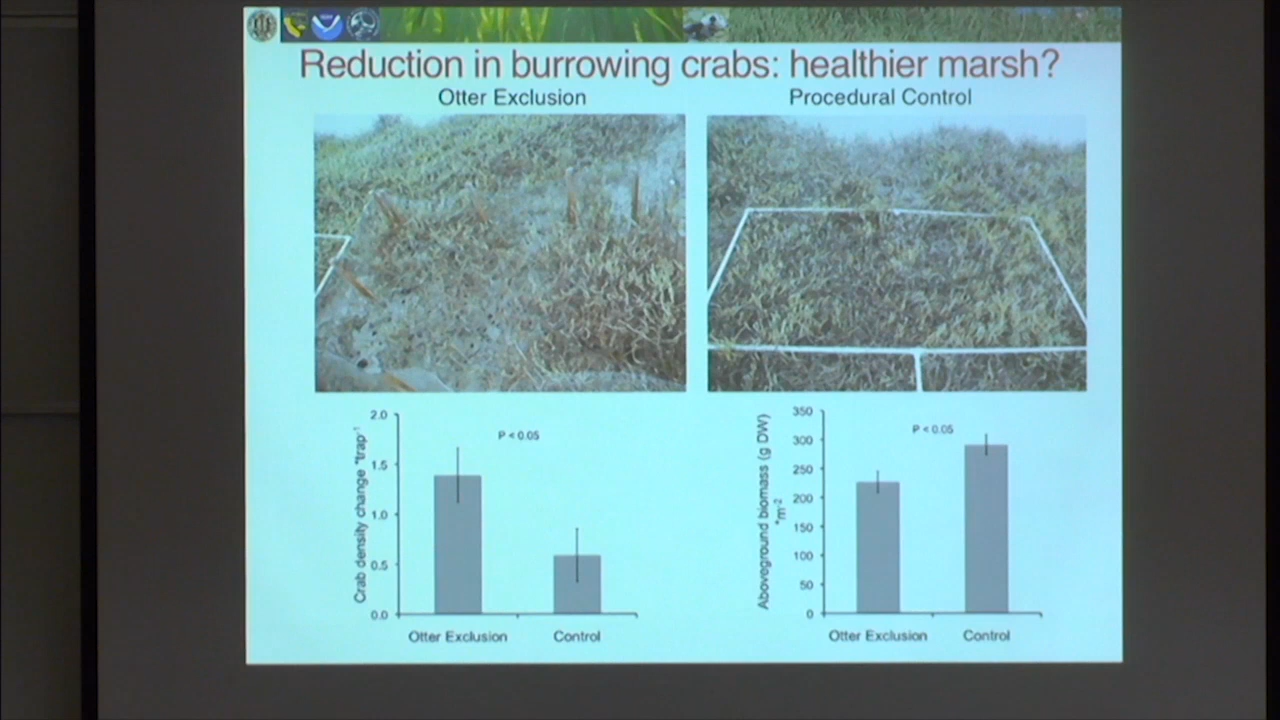 Reduction in burrowing crabs: healthier marsh?
Otter Exclusion
Procedural Control
Crab density change *trap⁻¹
2.0
1.5
1.0
0.5
0.0
P < 0.05
Otter Exclusion
Control
Aboveground biomass (g DW)
*m⁻²
350
300
250
200
150
100
50
0
P < 0.05
Otter Exclusion
Control